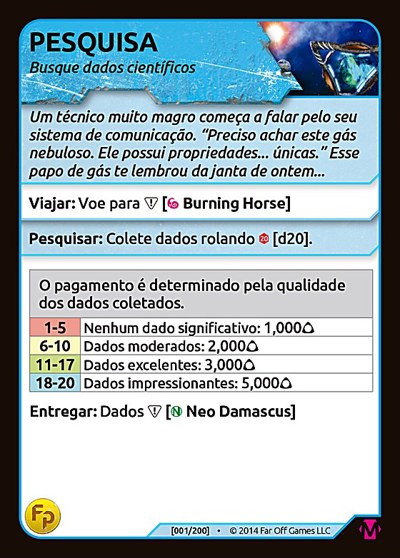 PESQUISA
Busque dados científicos
Um técnico muito magro começa a falar pelo seu
sistema de comunicação. “Preciso achar este gás
nebuloso. Ele possui propriedades... únicas.” Esse
papo de gás te lembrou da janta de ontem...
Viajar: Voe para [Burning Horse]
Pesquisar: Colete dados rolando 20 [d20].
O pagamento é determinado pela qualidade
dos dados coletados.
1-5 Nenhum dado significativo: 1,000
6-10 Dados moderados: 2,000
11-17 Dados excelentes: 3,000
18-20 Dados impressionantes: 5,000
Entregar: Dados [N Neo Damascus]
FP
[001/200] • © 2014 Far Off Games LLC